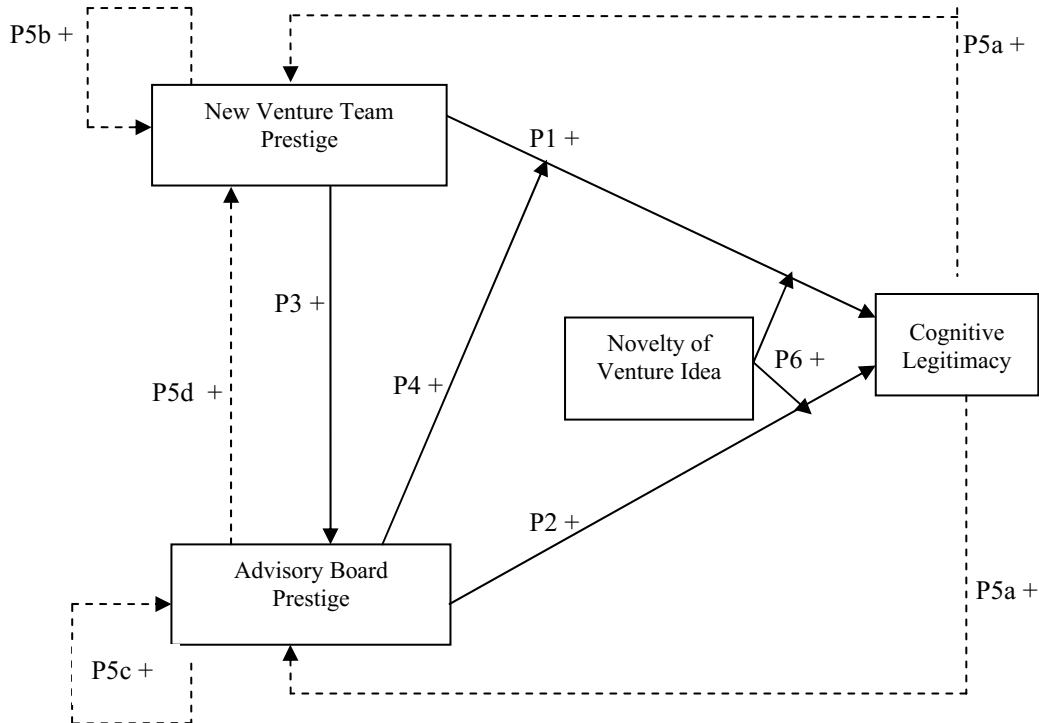 P5b +
P5a +
New Venture Team
Prestige
P1 +
P3 +
Novelty of
Venture Idea
P6 +
Cognitive
Legitimacy
P5d +
P4 +
P2 +
Advisory Board
Prestige
P5a +
P5c +